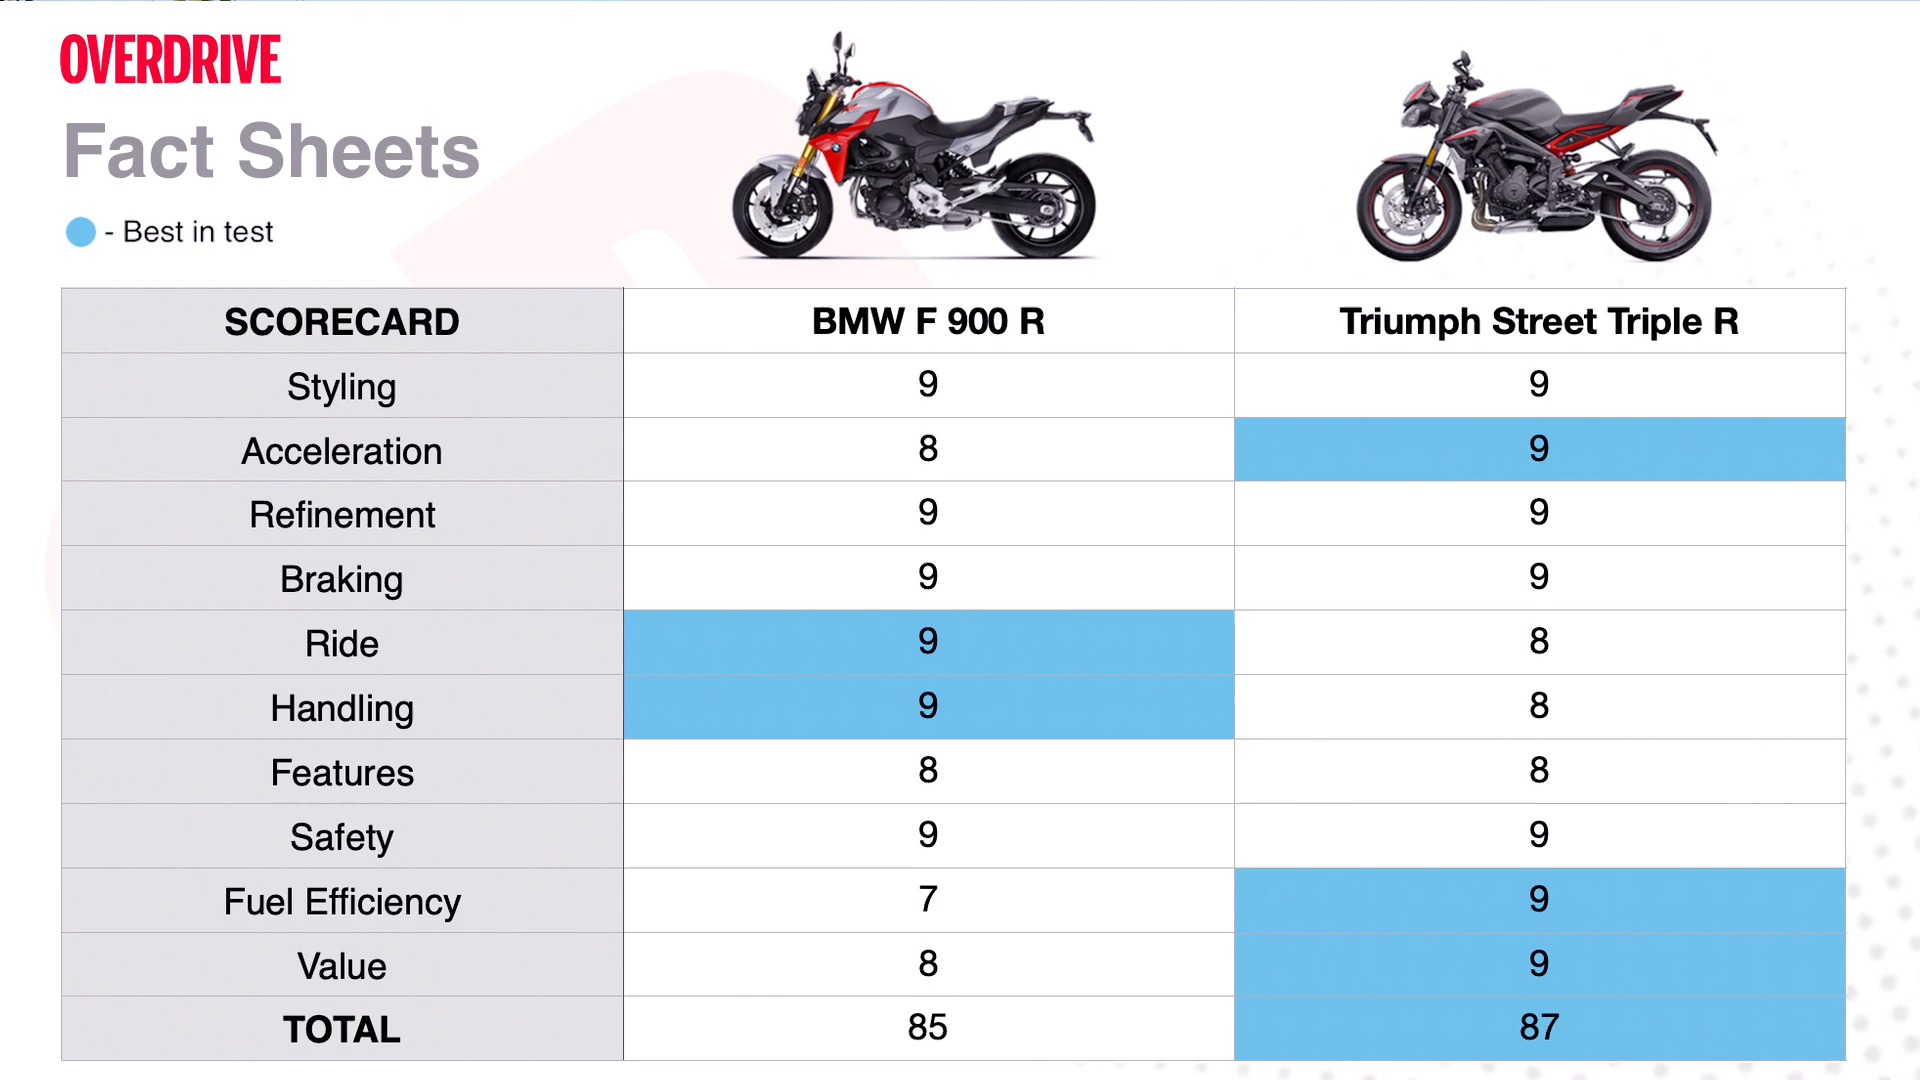 OVERDRIVE
Fact Sheets
- Best in test
SCORECARD BMW F 900 R Triumph Street Triple R
Styling 9 9
Acceleration 8 9
Refinement 9 9
Braking 9 9
Ride 9 8
Handling 9 8
Features 8 8
Safety 9 9
Fuel Efficiency 7 9
Value 8 9
TOTAL 85 87